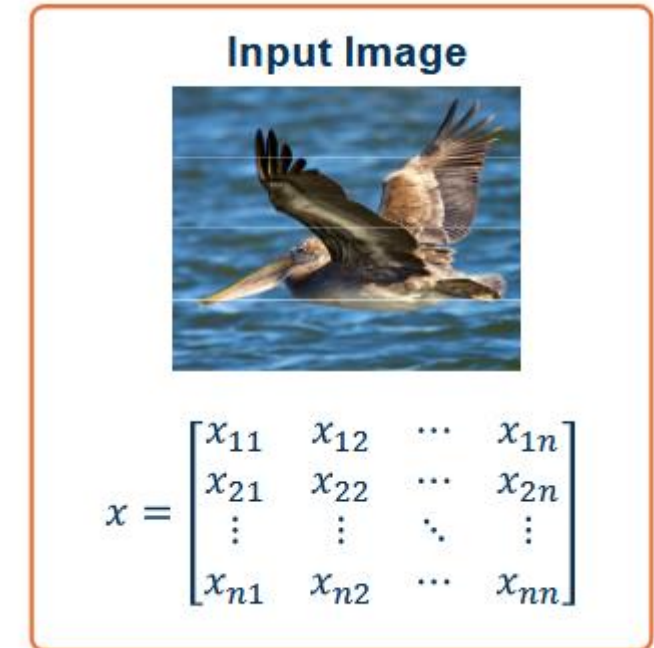 Input Image
x = [x₁₁ x₁₂ ⋯ x₁ₙ
x₂₁ x₂₂ ⋯ x₂ₙ
⋮ ⋮ ⋱ ⋮
xₙ₁ xₙ₂ ⋯ xₙₙ]